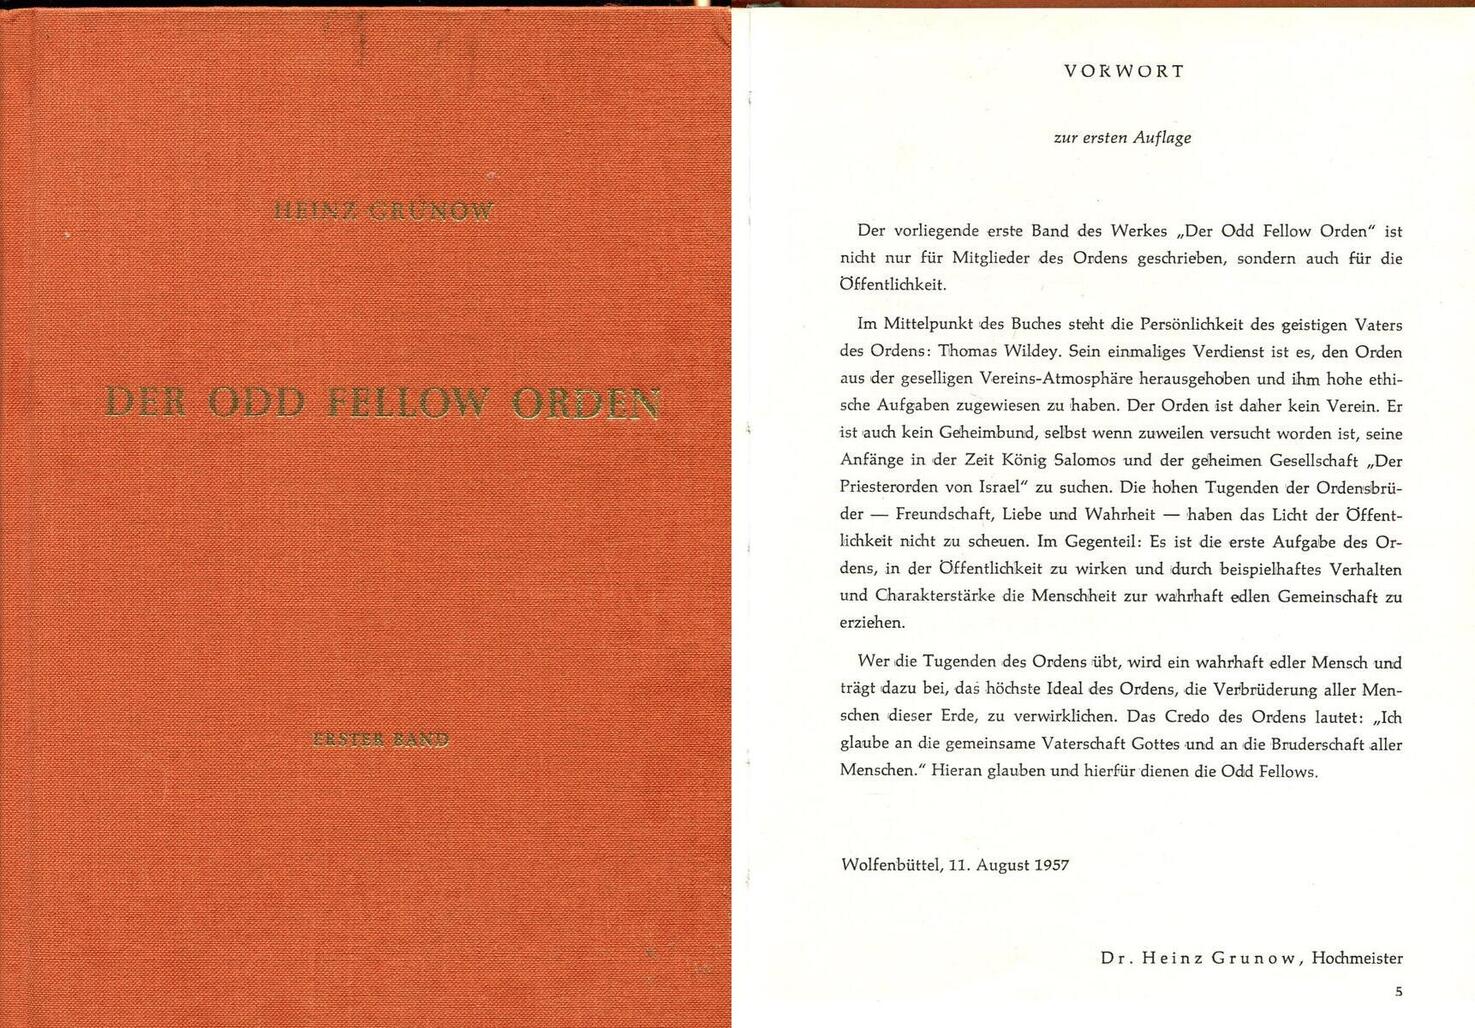 HEINZ GRUNOW
DER ODD FELLOW ORDEN
ERSTER BAND
VORWORT
zur ersten Auflage
Der vorliegende erste Band des Werkes „Der Odd Fellow Orden“ ist
nicht nur für Mitglieder des Ordens geschrieben, sondern auch für die
Öffentlichkeit.
Im Mittelpunkt des Buches steht die Persönlichkeit des geistigen Vaters
des Ordens: Thomas Wildey. Sein einmaliges Verdienst ist es, den Orden
aus der geselligen Vereins-Atmosphäre herausgehoben und ihm hohe ethi-
sche Aufgaben zugewiesen zu haben. Der Orden ist daher kein Verein. Er
ist auch kein Geheimbund, selbst wenn zuweilen versucht worden ist, seine
Anfänge in der Zeit König Salomos und der geheimen Gesellschaft „Der
Priesterorden von Israel“ zu suchen. Die hohen Tugenden der Ordensbrü-
der — Freundschaft, Liebe und Wahrheit — haben das Licht der Öffent-
lichkeit nicht zu scheuen. Im Gegenteil: Es ist die erste Aufgabe des Or-
dens, in der Öffentlichkeit zu wirken und durch beispielhaftes Verhalten
und Charakterstärke die Menschheit zur wahrhaft edlen Gemeinschaft zu
erziehen.
Wer die Tugenden des Ordens übt, wird ein wahrhaft edler Mensch und
trägt dazu bei, das höchste Ideal des Ordens, die Verbrüderung aller Men-
schen dieser Erde, zu verwirklichen. Das Credo des Ordens lautet: „Ich
glaube an die gemeinsame Vaterschaft Gottes und an die Bruderschaft aller
Menschen.“ Hieran glauben und hierfür dienen die Odd Fellows.
Wolfenbüttel, 11. August 1957
Dr. Heinz Grunow, Hochmeister
5